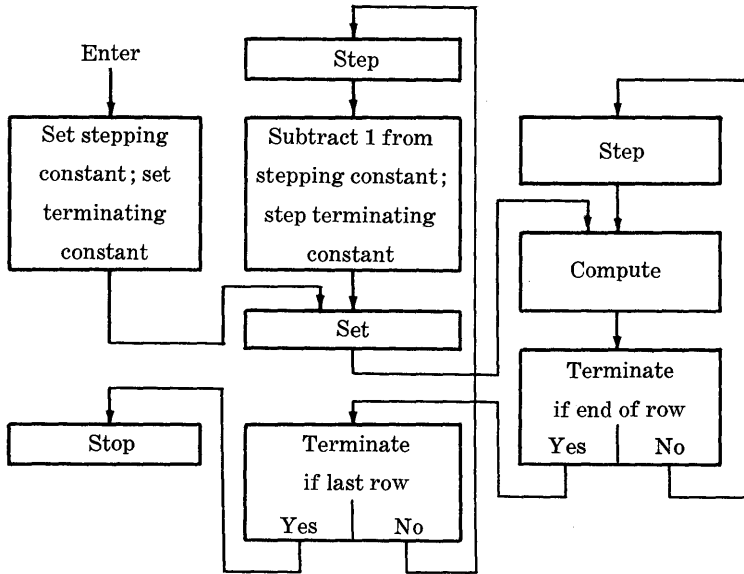 Enter
Set stepping
constant; set
terminating
constant
Step
Subtract 1 from
stepping constant;
step terminating
constant
Set
Step
Compute
Terminate
if end of row
Yes No
Terminate
if last row
Yes No
Stop